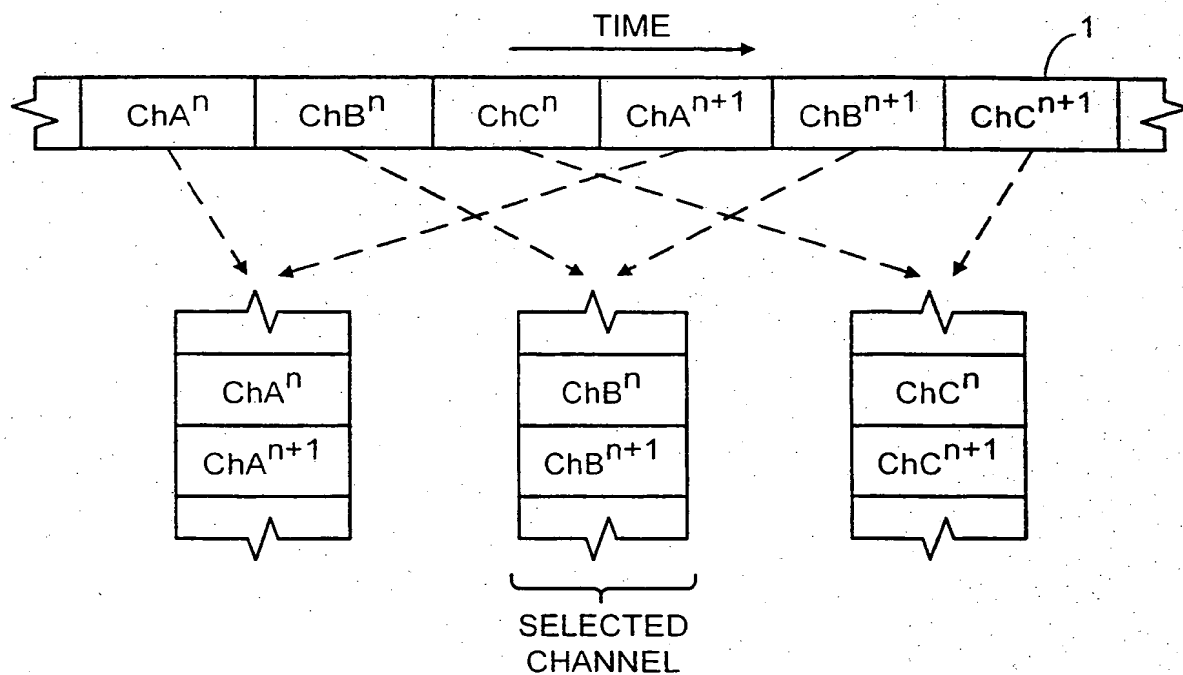 TIME
1
ChA^n ChB^n ChC^n ChA^n+1 ChB^n+1 ChC^n+1
ChA^n ChB^n ChC^n
ChA^n+1 ChB^n+1 ChC^n+1
SELECTED
CHANNEL